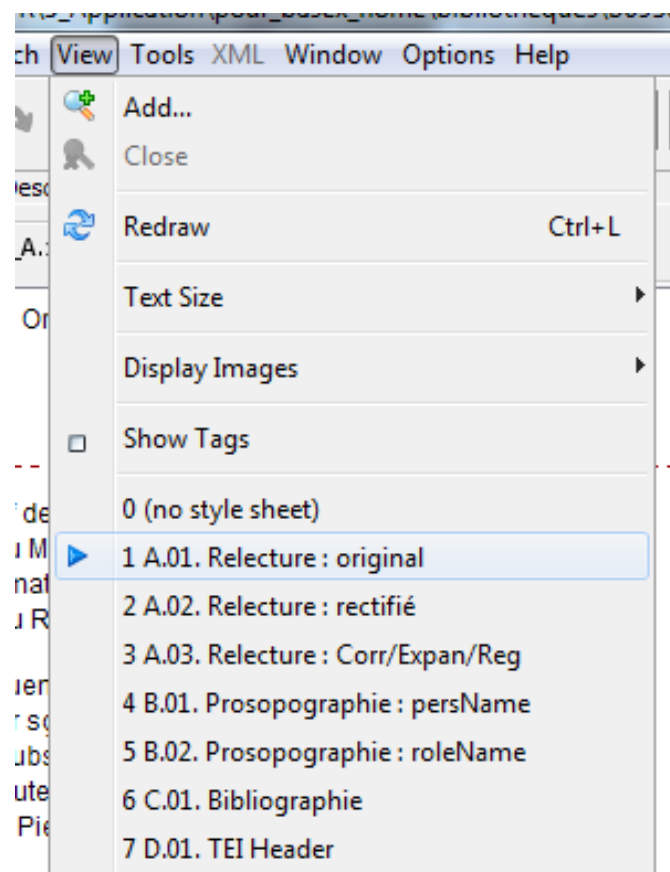 View Tools XML Window Options Help
Add...
Close
Redraw Ctrl+L
Text Size
Display Images
Show Tags
0 (no style sheet)
1 A.01. Relecture : original
2 A.02. Relecture : rectifié
3 A.03. Relecture : Corr/Expan/Reg
4 B.01. Prosopographie : persName
5 B.02. Prosopographie : roleName
6 C.01. Bibliographie
7 D.01. TEI Header